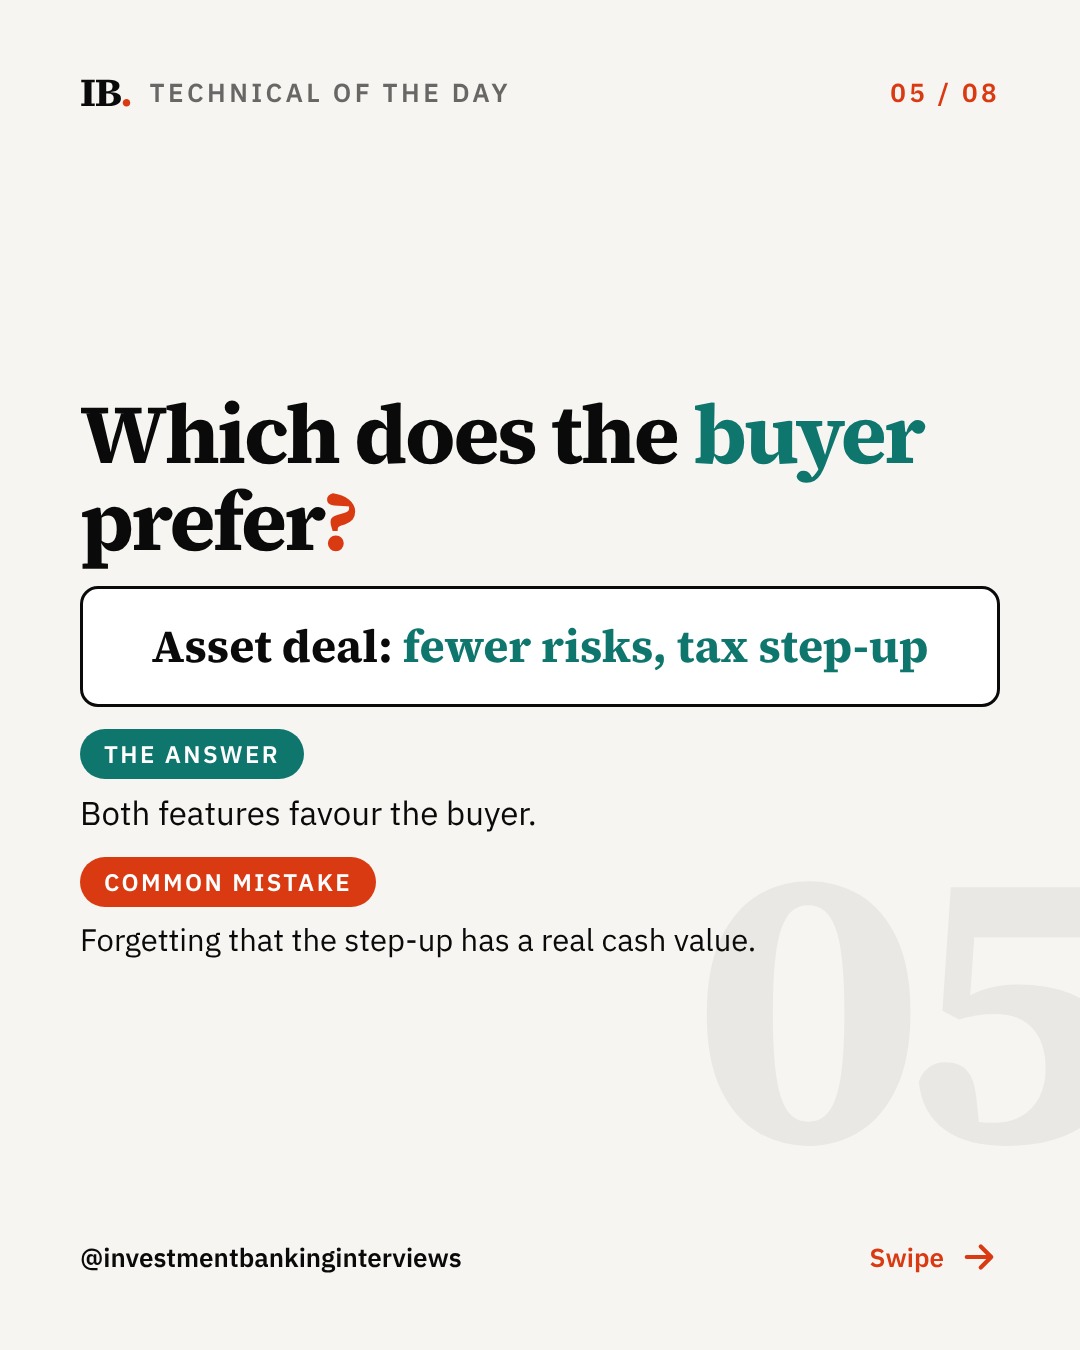 IB. TECHNICAL OF THE DAY
05 / 08
Which does the buyer
prefer?
Asset deal: fewer risks, tax step-up
THE ANSWER
Both features favour the buyer.
COMMON MISTAKE
Forgetting that the step-up has a real cash value.
05
@investmentbankinginterviews
Swipe →